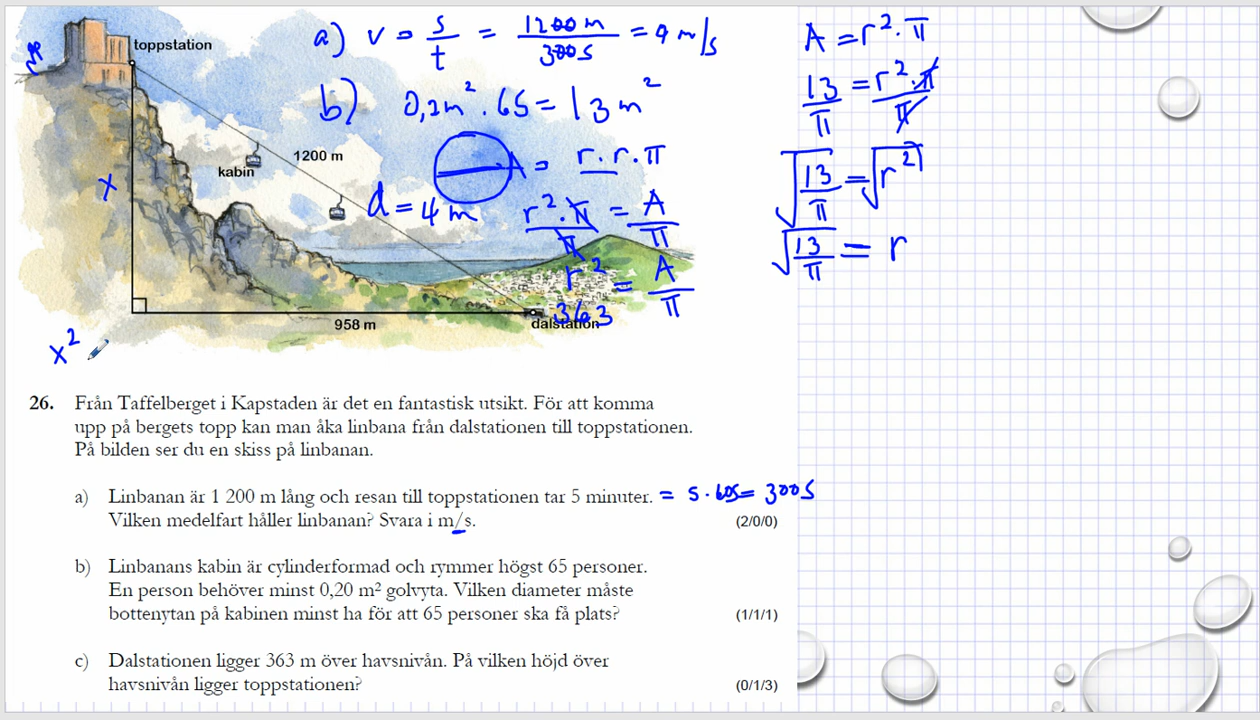 toppstation
kabin
1200 m
958 m
dalstation
a) v = s/t = 1200 m/300 s = 4 m/s
b) 0,2 m² · 65 = 13 m²
A = r · r · π
d = 4 m
r² · π/π = A/π
r² = A/π
363
x
x²
A = r² · π
13/π = r² · π/π
√13/π = √r²
√13/π = r
26. Från Taffelberget i Kapstaden är det en fantastisk utsikt. För att komma
upp på bergets topp kan man åka linbana från dalstationen till toppstationen.
På bilden ser du en skiss på linbanan.
a) Linbanan är 1 200 m lång och resan till toppstationen tar 5 minuter. = 5 · 60s = 300 s
Vilken medelfart håller linbanan? Svara i m/s. (2/0/0)
b) Linbanans kabin är cylinderformad och rymmer högst 65 personer.
En person behöver minst 0,20 m² golvyta. Vilken diameter måste
bottenytan på kabinen minst ha för att 65 personer ska få plats? (1/1/1)
c) Dalstationen ligger 363 m över havsnivån. På vilken höjd över
havsnivån ligger toppstationen? (0/1/3)